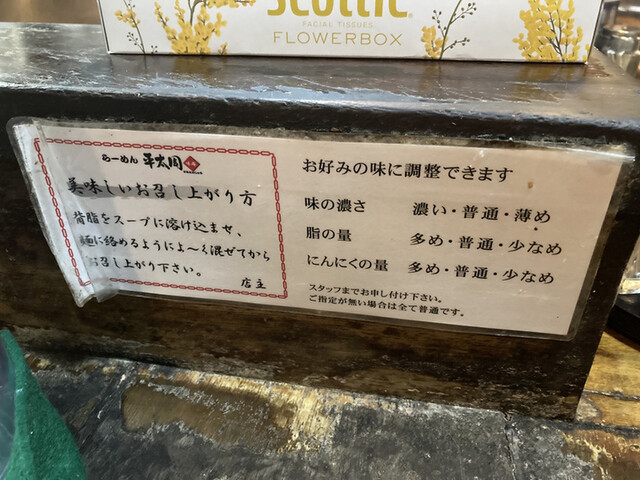 Scottie
FACIAL TISSUES
FLOWERBOX
らーめん 平太周
美味しいお召し上がり方
背脂をスープに溶け込ませ、
麺に絡めるようによ〜く混ぜてから
お召し上がり下さい。
店主
お好みの味に調整できます
味の濃さ 濃い・普通・薄め
脂の量 多め・普通・少なめ
にんにくの量 多め・普通・少なめ
スタッフまでお申し付け下さい。
ご指定が無い場合は全て普通です。